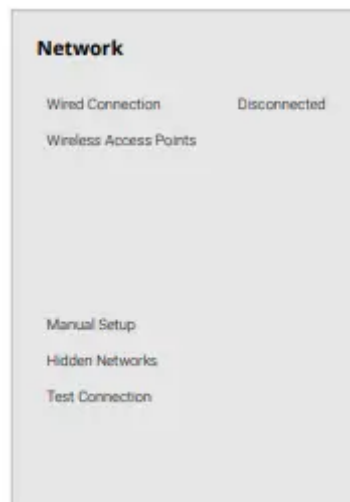 Network
Wired Connection Disconnected
Wireless Access Points
Manual Setup
Hidden Networks
Test Connection